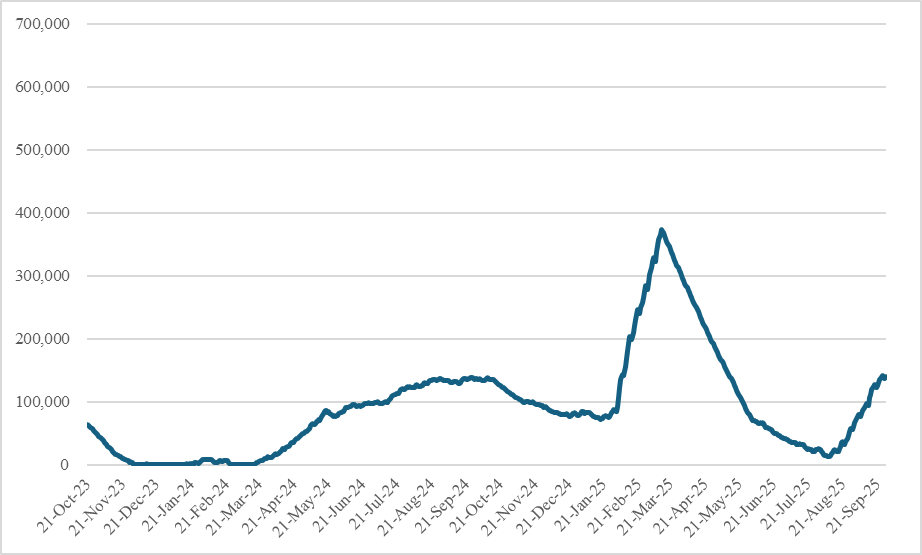 700,000
600,000
500,000
400,000
300,000
200,000
100,000
0
21-Oct-23
21-Nov-23
21-Dec-23
21-Jan-24
21-Feb-24
21-Mar-24
21-Apr-24
21-May-24
21-Jun-24
21-Jul-24
21-Aug-24
21-Sep-24
21-Oct-24
21-Nov-24
21-Dec-24
21-Jan-25
21-Feb-25
21-Mar-25
21-Apr-25
21-May-25
21-Jun-25
21-Jul-25
21-Aug-25
21-Sep-25